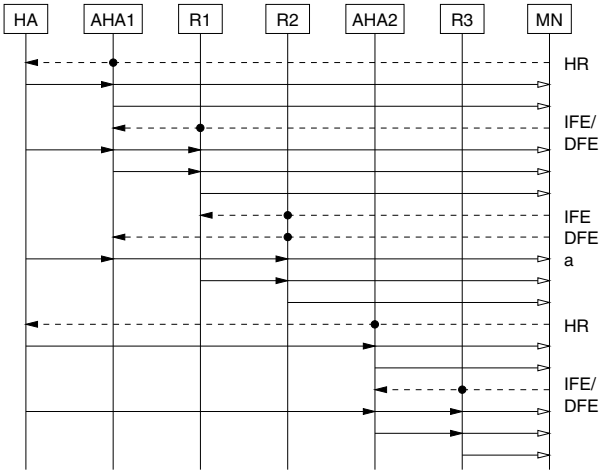 HA AHA1 R1 R2 AHA2 R3 MN
HR
IFE/
DFE
IFE
DFE
a
HR
IFE/
DFE